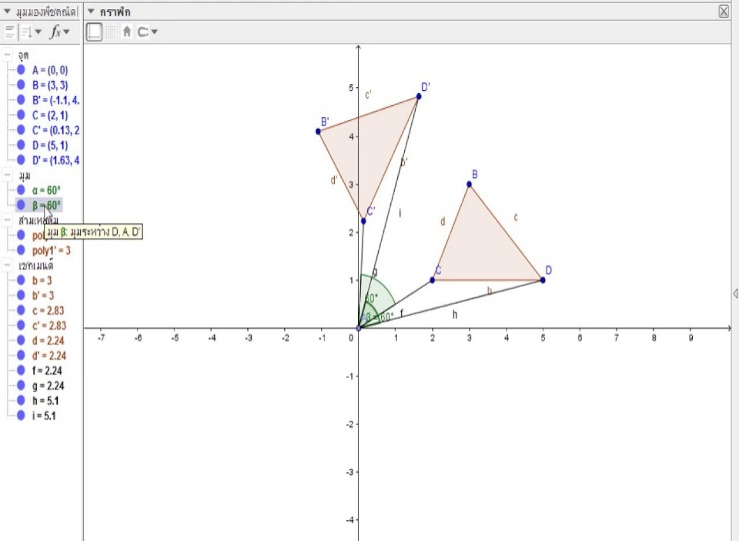 มุมมองพีชคณิต
กราฟิก
fx
จุด
A = (0, 0)
B = (3, 3)
B' = (-1.1, 4.
C = (2, 1)
C' = (0.13, 2
D = (5, 1)
D' = (1.63, 4
มุม
α = 60°
β = 60°
สามเหลี่ยม
มุม β: มุมระหว่าง D, A, D'
poly1' = 3
เซกเมนต์
b = 3
b' = 3
c = 2.83
c' = 2.83
d = 2.24
d' = 2.24
f = 2.24
g = 2.24
h = 5.1
i = 5.1
5
c'
D'
B'
4
b'
d'
3
B
i
C'
d
c
2
g
C
D
1
b
f
h
-7 -6 -5 -4 -3 -2 -1 0 1 2 3 4 5 6 7 8 9
-1
-2
-3
-4